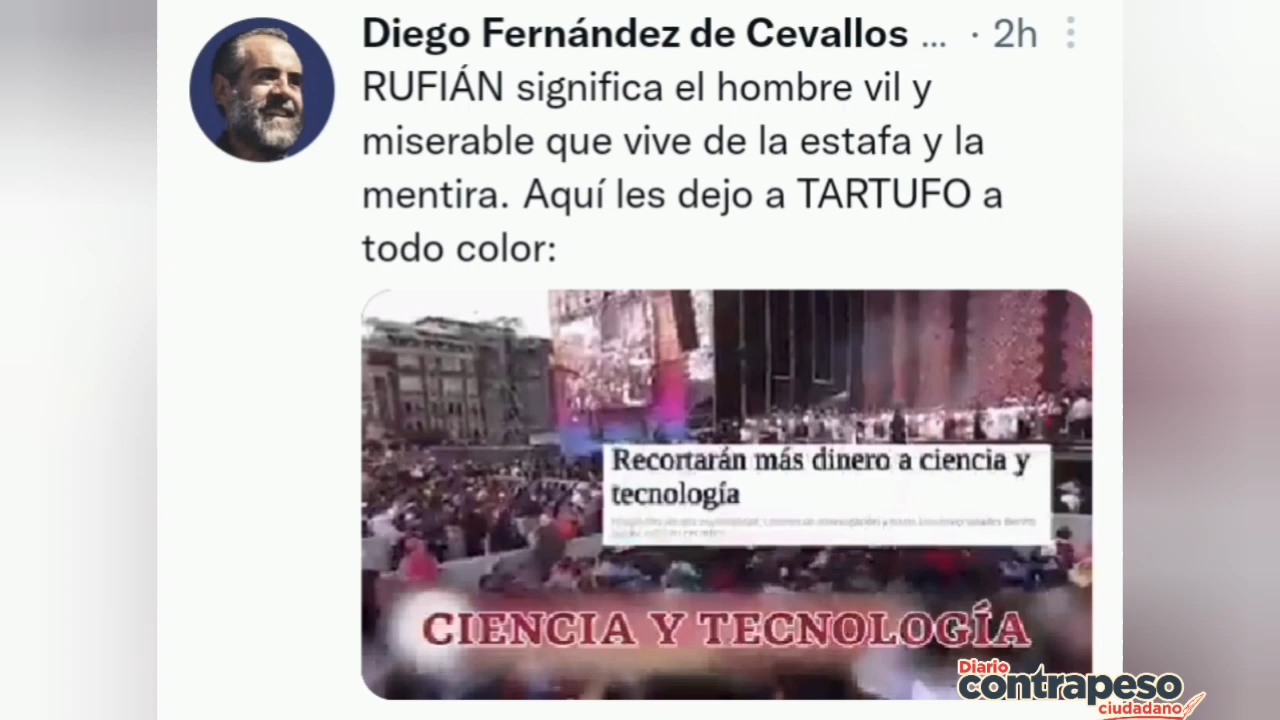 Diego Fernández de Cevallos ... · 2h
RUFIÁN significa el hombre vil y
miserable que vive de la estafa y la
mentira. Aquí les dejo a TARTUFO a
todo color:
Recortarán más dinero a ciencia y
tecnología
CIENCIA Y TECNOLOGÍA
Diario
contrapeso
ciudadano